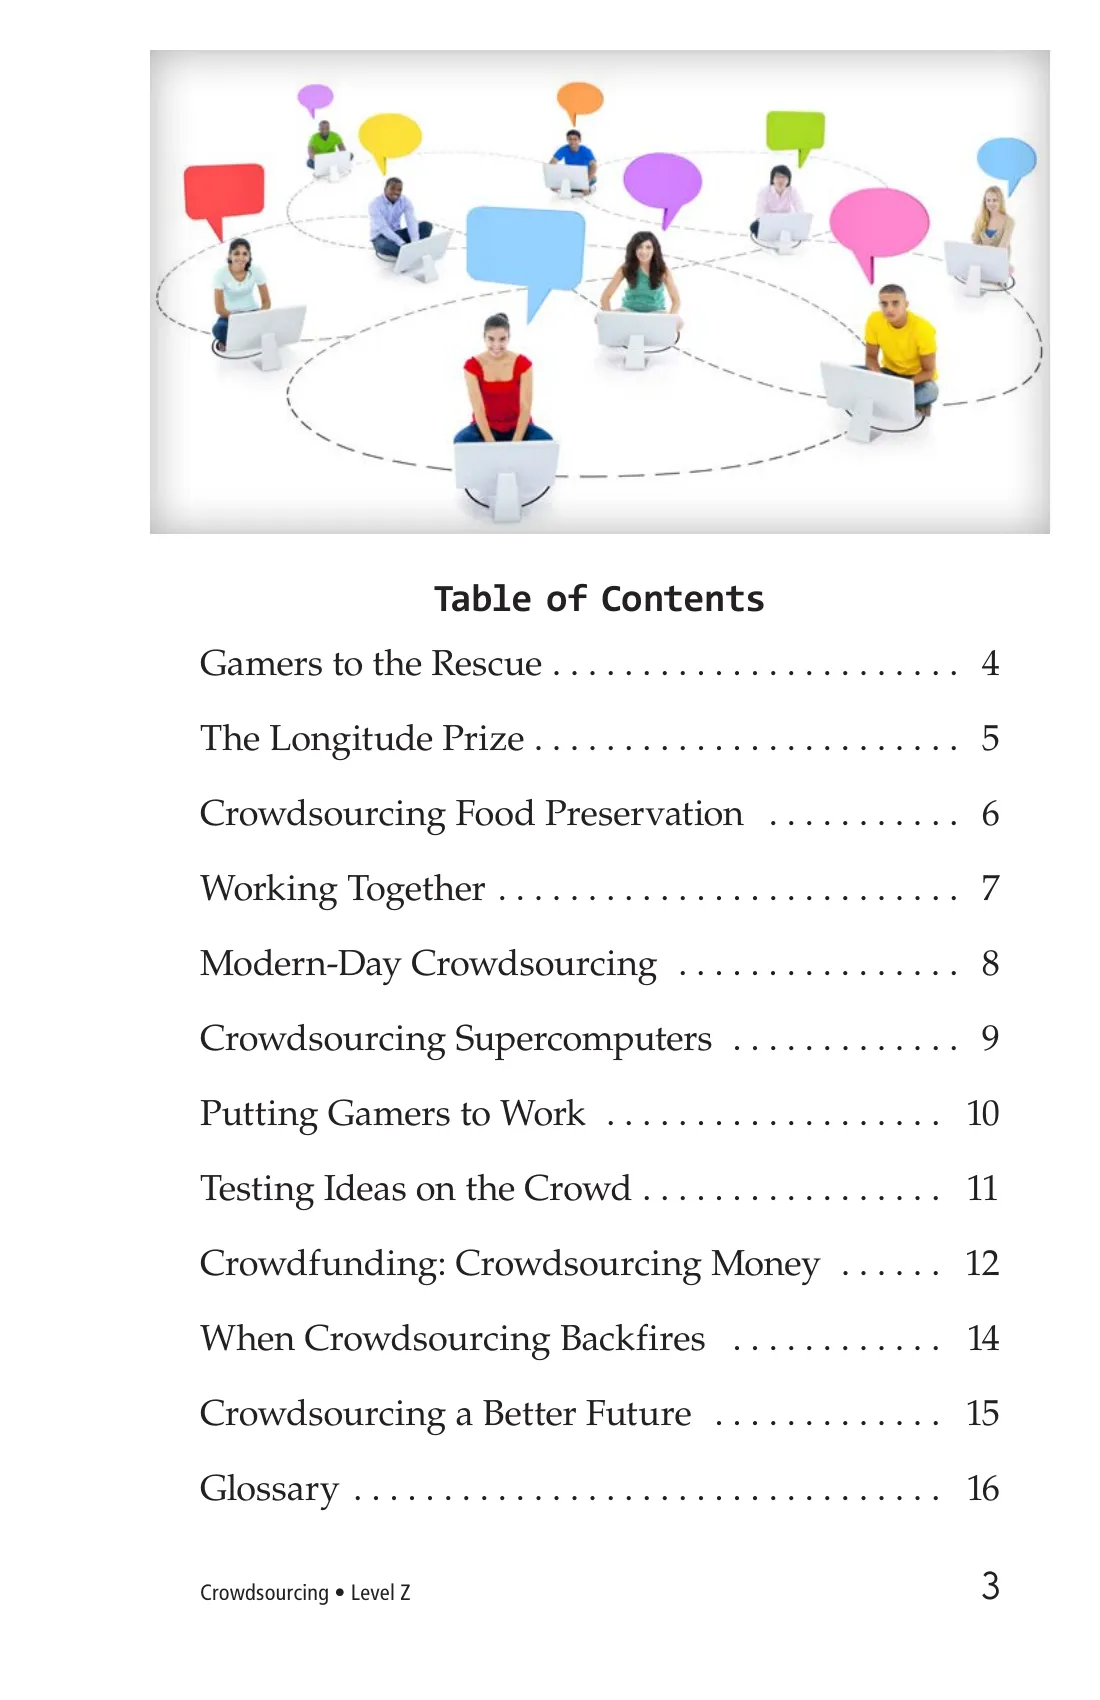 Table of Contents
Gamers to the Rescue . . . . . . . . . . . . . . . . . . . . . . . 4
The Longitude Prize . . . . . . . . . . . . . . . . . . . . . . . . 5
Crowdsourcing Food Preservation . . . . . . . . . . . 6
Working Together . . . . . . . . . . . . . . . . . . . . . . . . . . 7
Modern-Day Crowdsourcing . . . . . . . . . . . . . . . . 8
Crowdsourcing Supercomputers . . . . . . . . . . . . . 9
Putting Gamers to Work . . . . . . . . . . . . . . . . . . . 10
Testing Ideas on the Crowd . . . . . . . . . . . . . . . . . 11
Crowdfunding: Crowdsourcing Money . . . . . . 12
When Crowdsourcing Backfires . . . . . . . . . . . . 14
Crowdsourcing a Better Future . . . . . . . . . . . . . 15
Glossary . . . . . . . . . . . . . . . . . . . . . . . . . . . . . . . . . 16
Crowdsourcing • Level Z 3